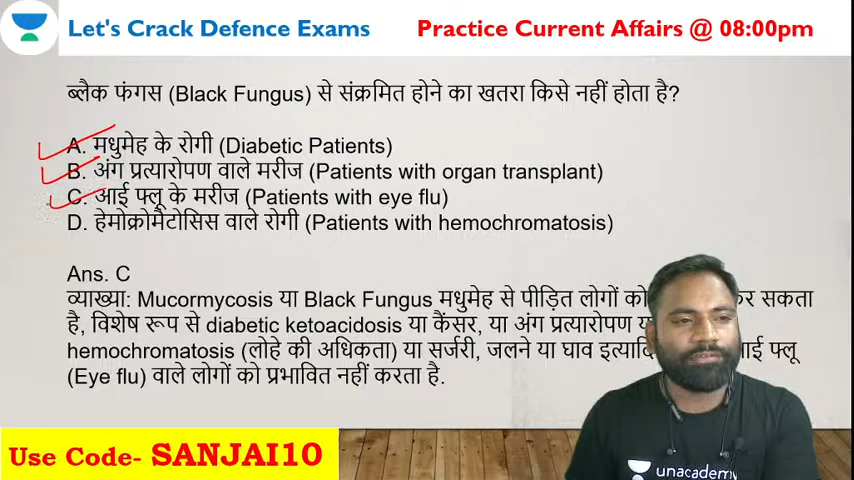 Let's Crack Defence Exams
Practice Current Affairs @ 08:00pm
ब्लैक फंगस (Black Fungus) से संक्रमित होने का खतरा किसे नहीं होता है?
A. मधुमेह के रोगी (Diabetic Patients)
B. अंग प्रत्यारोपण वाले मरीज (Patients with organ transplant)
C. आई फ्लू के मरीज (Patients with eye flu)
D. हेमोक्रोमैटोसिस वाले रोगी (Patients with hemochromatosis)
Ans. C
व्याख्या: Mucormycosis या Black Fungus मधुमेह से पीड़ित लोगों को सकता
है, विशेष रूप से diabetic ketoacidosis या कैंसर, या अंग प्रत्यारोपण
hemochromatosis (लोहे की अधिकता) या सर्जरी, जलने या घाव इत्यादि फ्लू
(Eye flu) वाले लोगों को प्रभावित नहीं करता है.
Use Code- SANJAI10
unacademy